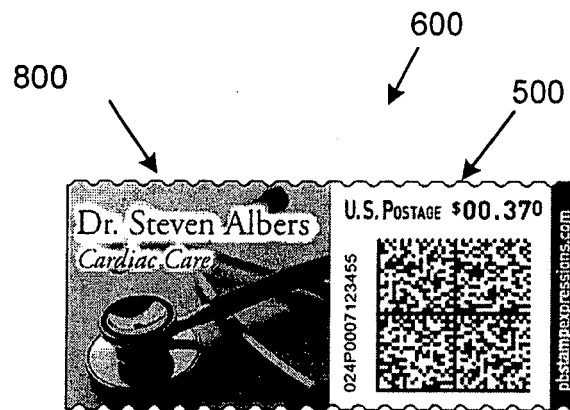 600
800
500
Dr. Steven Albers
Cardiac Care
U.S. POSTAGE $00.370
024P0007123455
pbstampexpressions.com